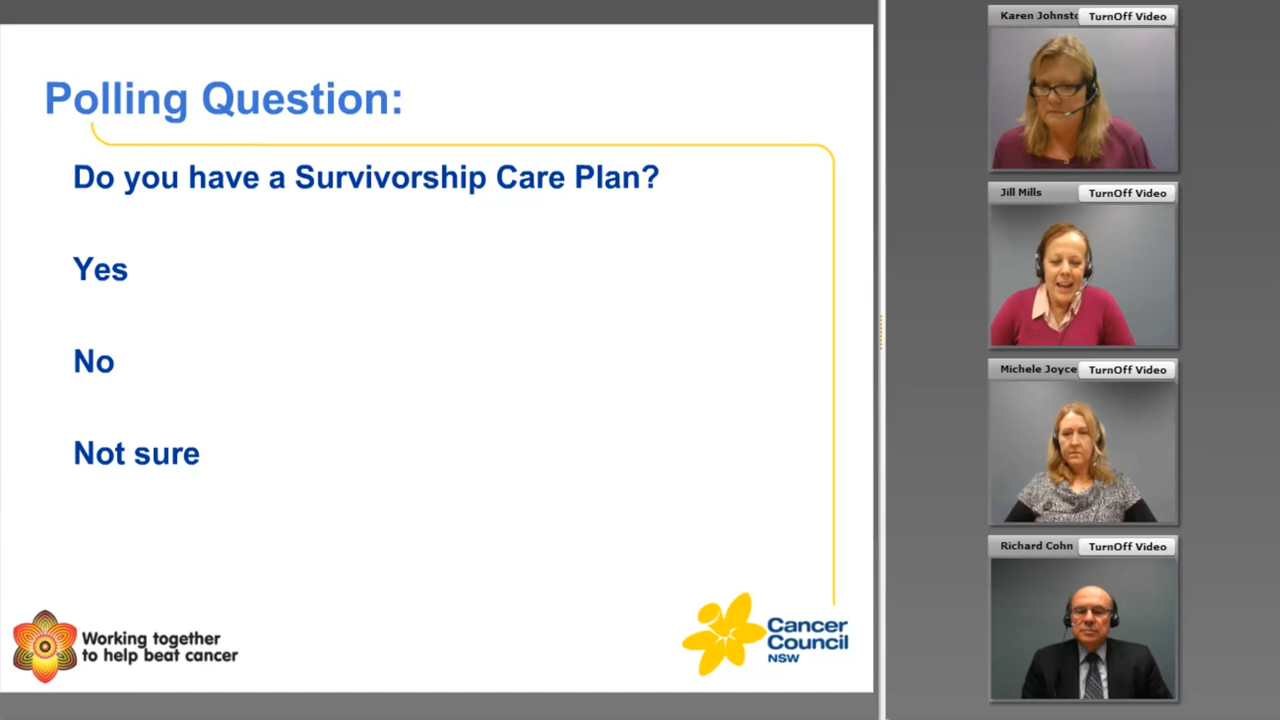 Polling Question:
Do you have a Survivorship Care Plan?
Yes
No
Not sure
Working together
to help beat cancer
Cancer
Council
NSW
Karen Johnsto
TurnOff Video
Jill Mills
TurnOff Video
Michele Joyce
TurnOff Video
Richard Cohn
TurnOff Video